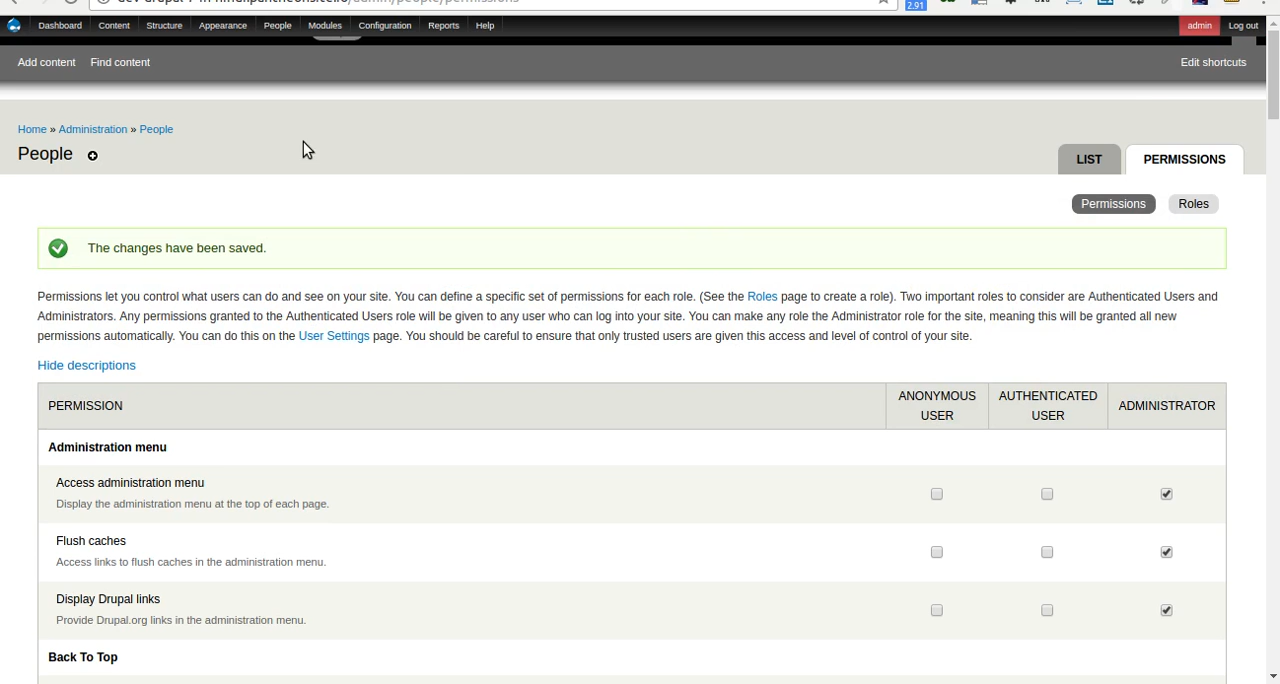 2.91
Dashboard Content Structure Appearance People Modules Configuration Reports Help admin Log out
Add content Find content Edit shortcuts
Home » Administration » People
People
LIST PERMISSIONS
Permissions Roles
The changes have been saved.
Permissions let you control what users can do and see on your site. You can define a specific set of permissions for each role. (See the Roles page to create a role). Two important roles to consider are Authenticated Users and
Administrators. Any permissions granted to the Authenticated Users role will be given to any user who can log into your site. You can make any role the Administrator role for the site, meaning this will be granted all new
permissions automatically. You can do this on the User Settings page. You should be careful to ensure that only trusted users are given this access and level of control of your site.
Hide descriptions
PERMISSION ANONYMOUS USER AUTHENTICATED USER ADMINISTRATOR
Administration menu
Access administration menu
Display the administration menu at the top of each page.
Flush caches
Access links to flush caches in the administration menu.
Display Drupal links
Provide Drupal.org links in the administration menu.
Back To Top